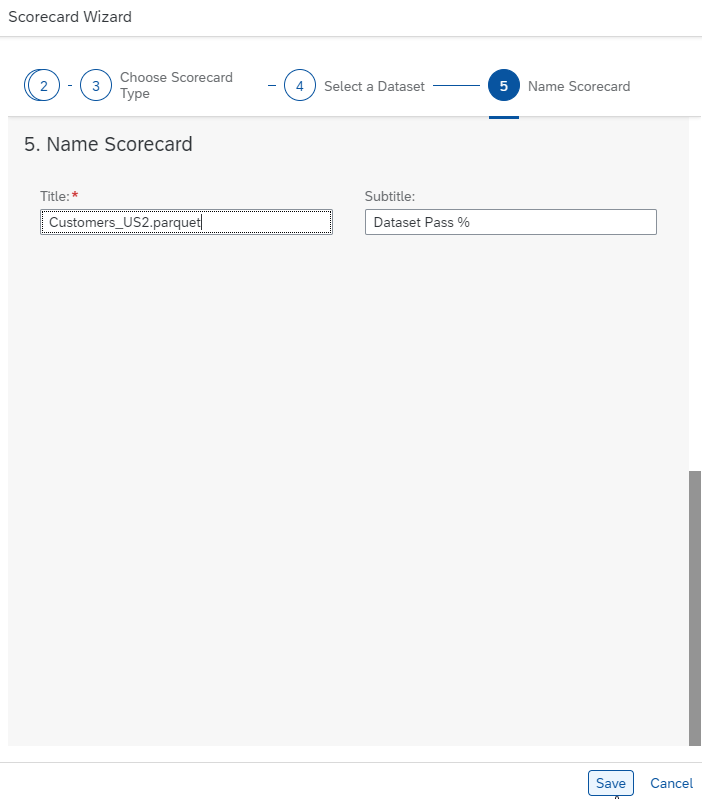 Scorecard Wizard
2 - 3 Choose Scorecard
Type
4 Select a Dataset
5 Name Scorecard
5. Name Scorecard
Title:*
Customers_US2.parquet
Subtitle:
Dataset Pass %
Save Cancel